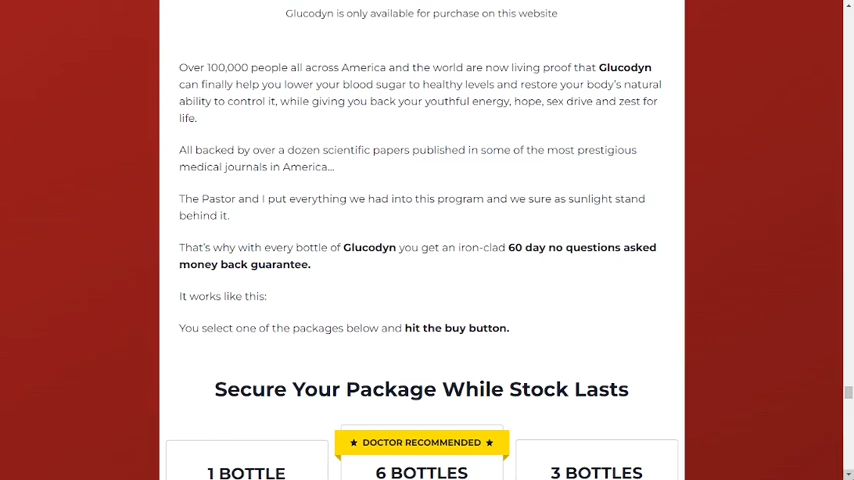 Glucodyn is only available for purchase on this website
Over 100,000 people all across America and the world are now living proof that Glucodyn
can finally help you lower your blood sugar to healthy levels and restore your body's natural
ability to control it, while giving you back your youthful energy, hope, sex drive and zest for
life.
All backed by over a dozen scientific papers published in some of the most prestigious
medical journals in America...
The Pastor and I put everything we had into this program and we sure as sunlight stand
behind it.
That's why with every bottle of Glucodyn you get an iron-clad 60 day no questions asked
money back guarantee.
It works like this:
You select one of the packages below and hit the buy button.
Secure Your Package While Stock Lasts
★ DOCTOR RECOMMENDED ★
1 BOTTLE
6 BOTTLES
3 BOTTLES